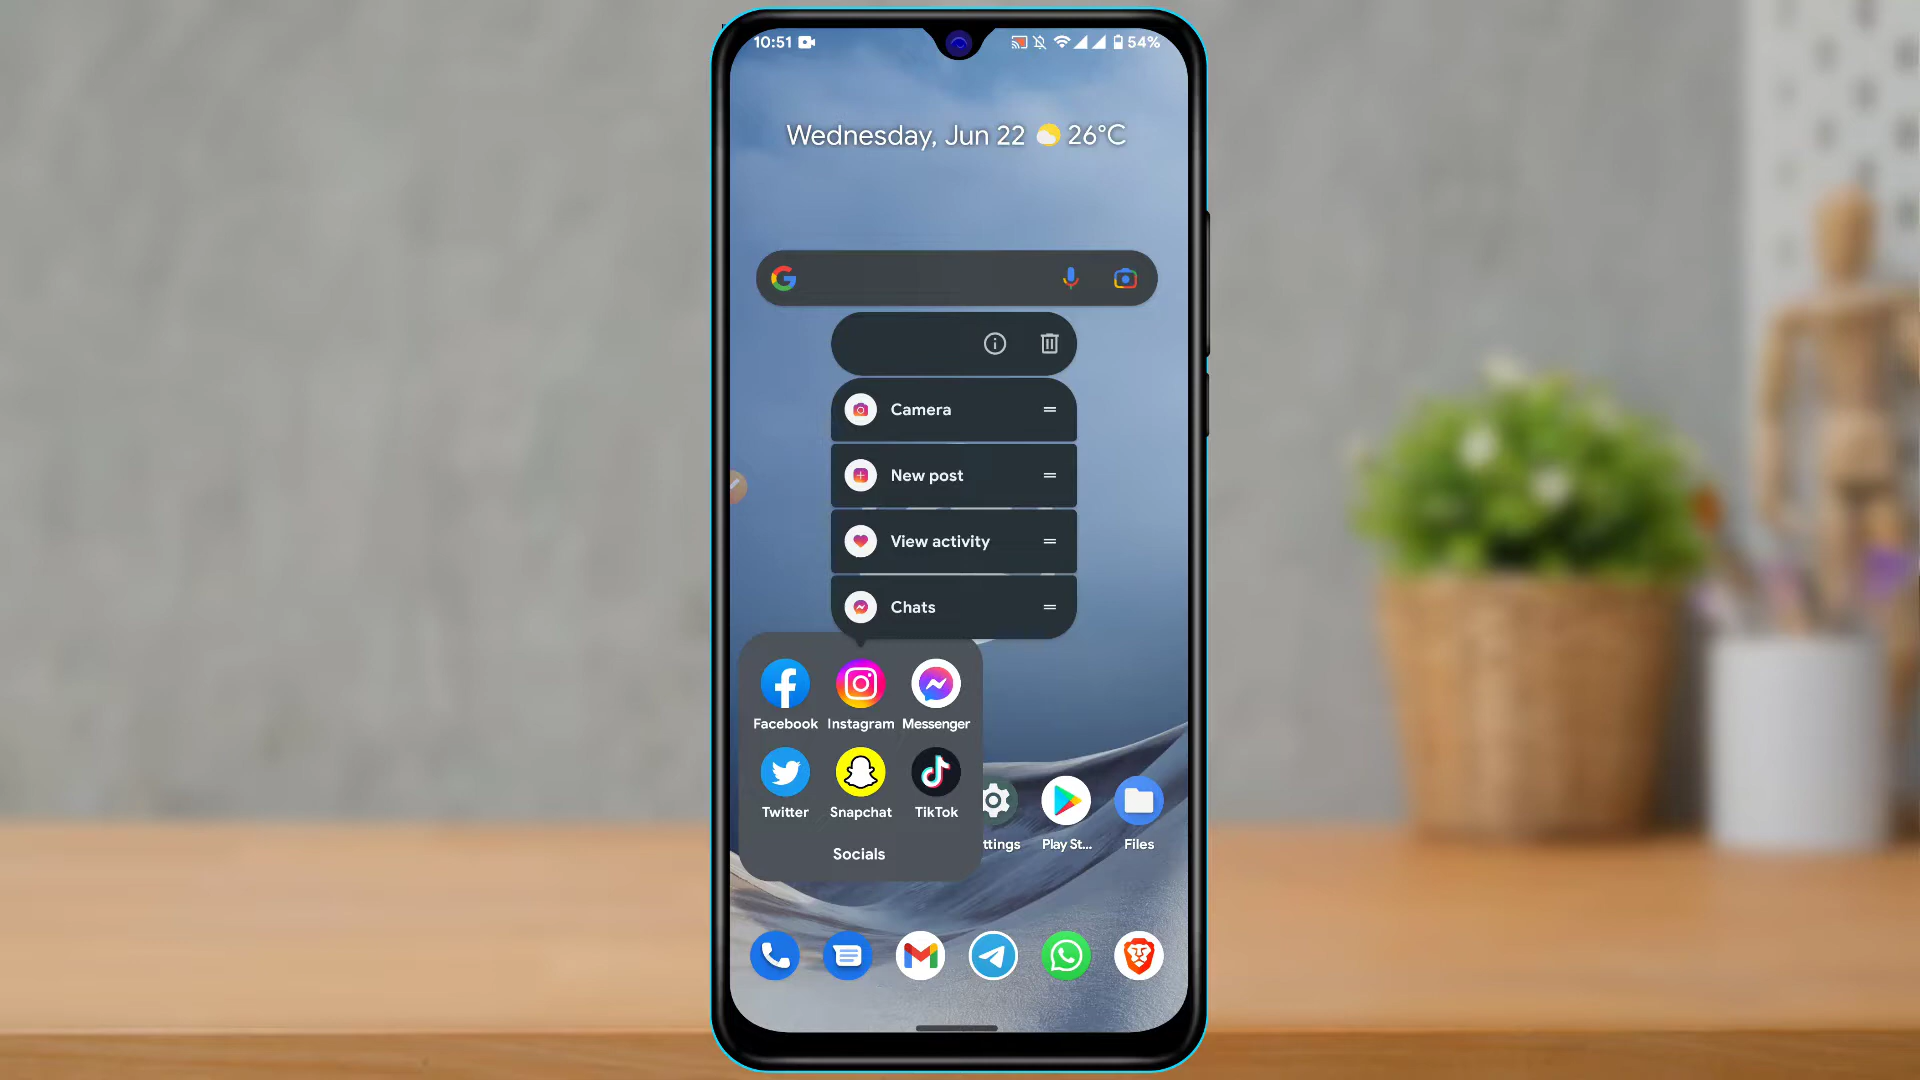 10:51 54%
Wednesday, Jun 22 26°C
Camera
New post
View activity
Chats
Facebook Instagram Messenger
Twitter Snapchat TikTok
ttings Play St... Files
Socials